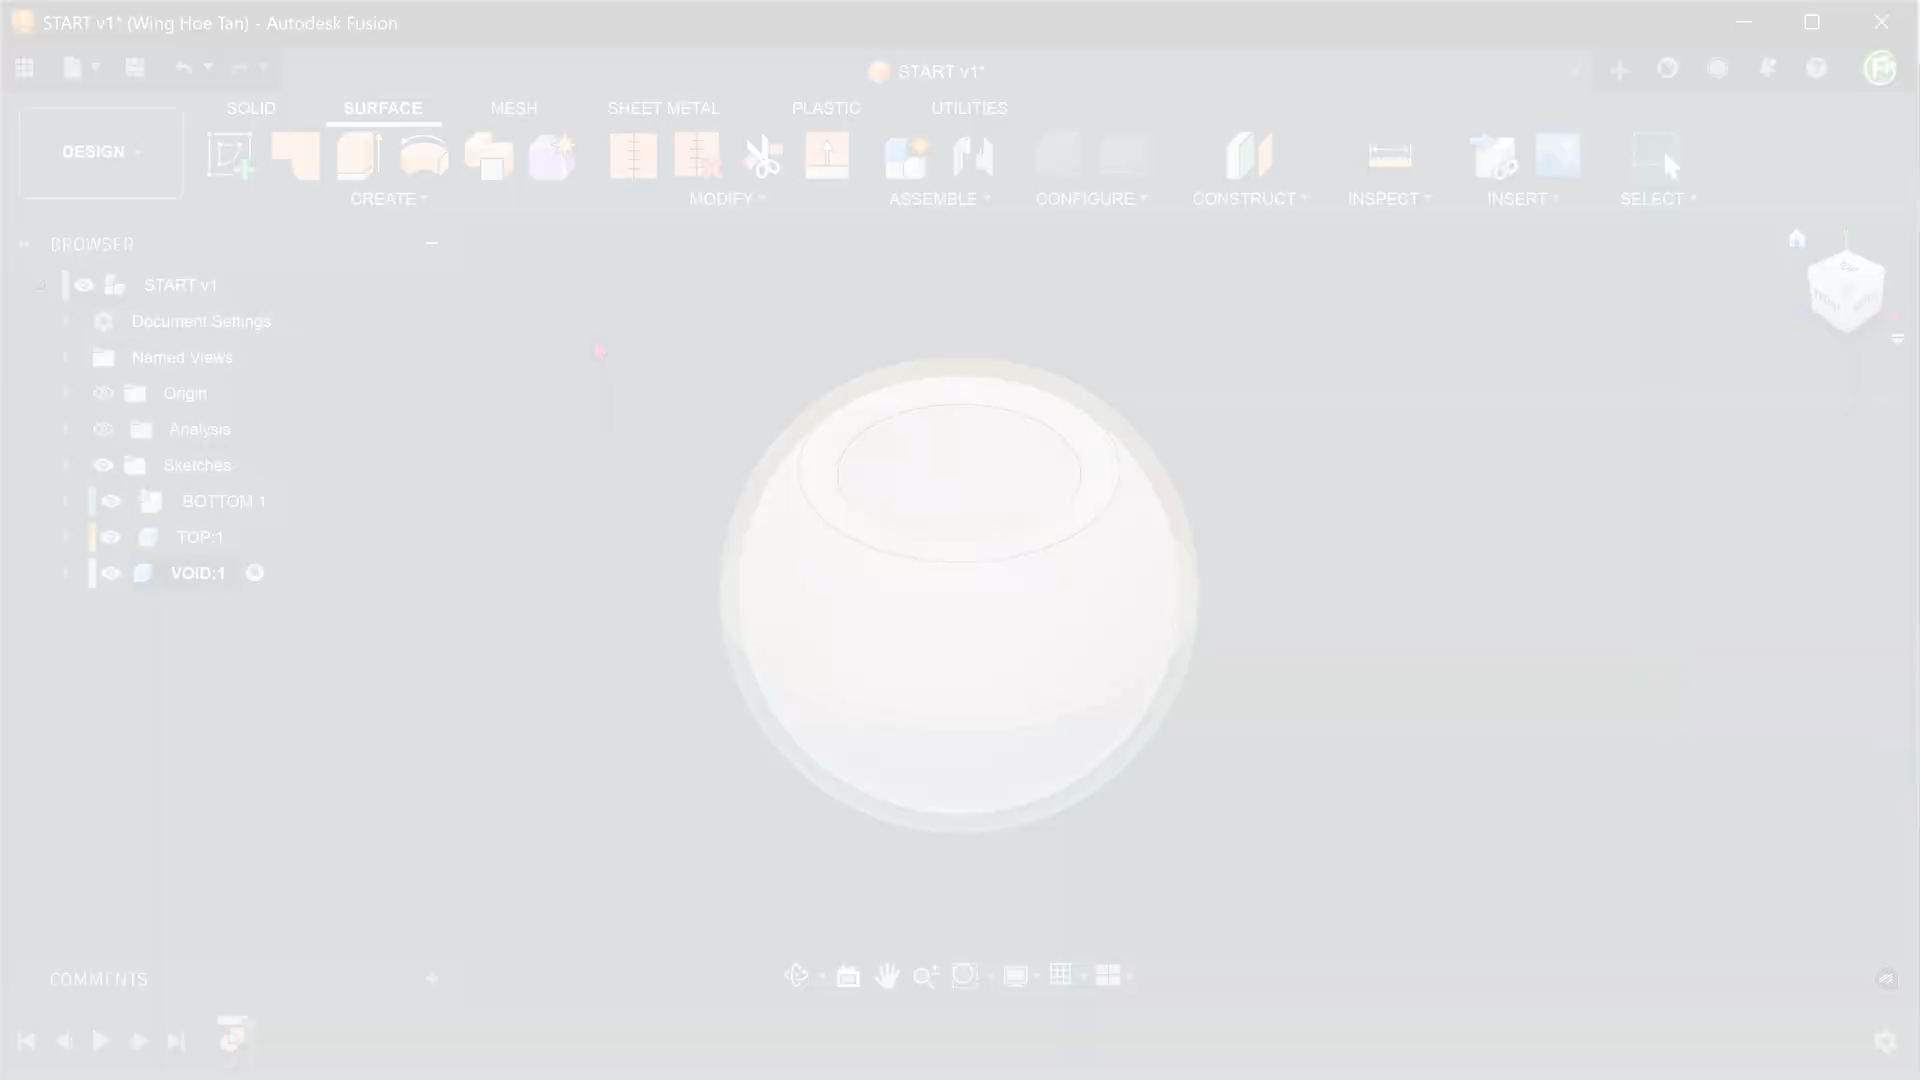 START v1* (Wing Hoe Tan) - Autodesk Fusion
START v1*
SOLID SURFACE MESH SHEET METAL PLASTIC UTILITIES
DESIGN
CREATE MODIFY ASSEMBLE CONFIGURE CONSTRUCT INSPECT INSERT SELECT
BROWSER
START v1
Document Settings
Named Views
Origin
Analysis
Sketches
BOTTOM 1
TOP:1
VOID:1
COMMENTS